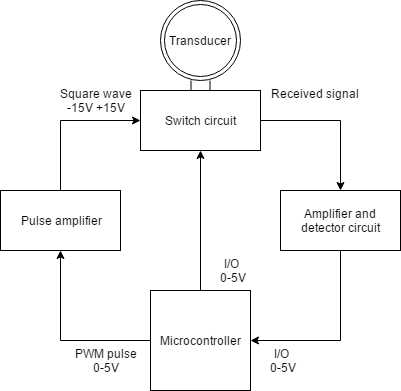 Transducer
Square wave
-15V +15V
Received signal
Switch circuit
Pulse amplifier
Amplifier and
detector circuit
I/O
0-5V
Microcontroller
PWM pulse
0-5V
I/O
0-5V